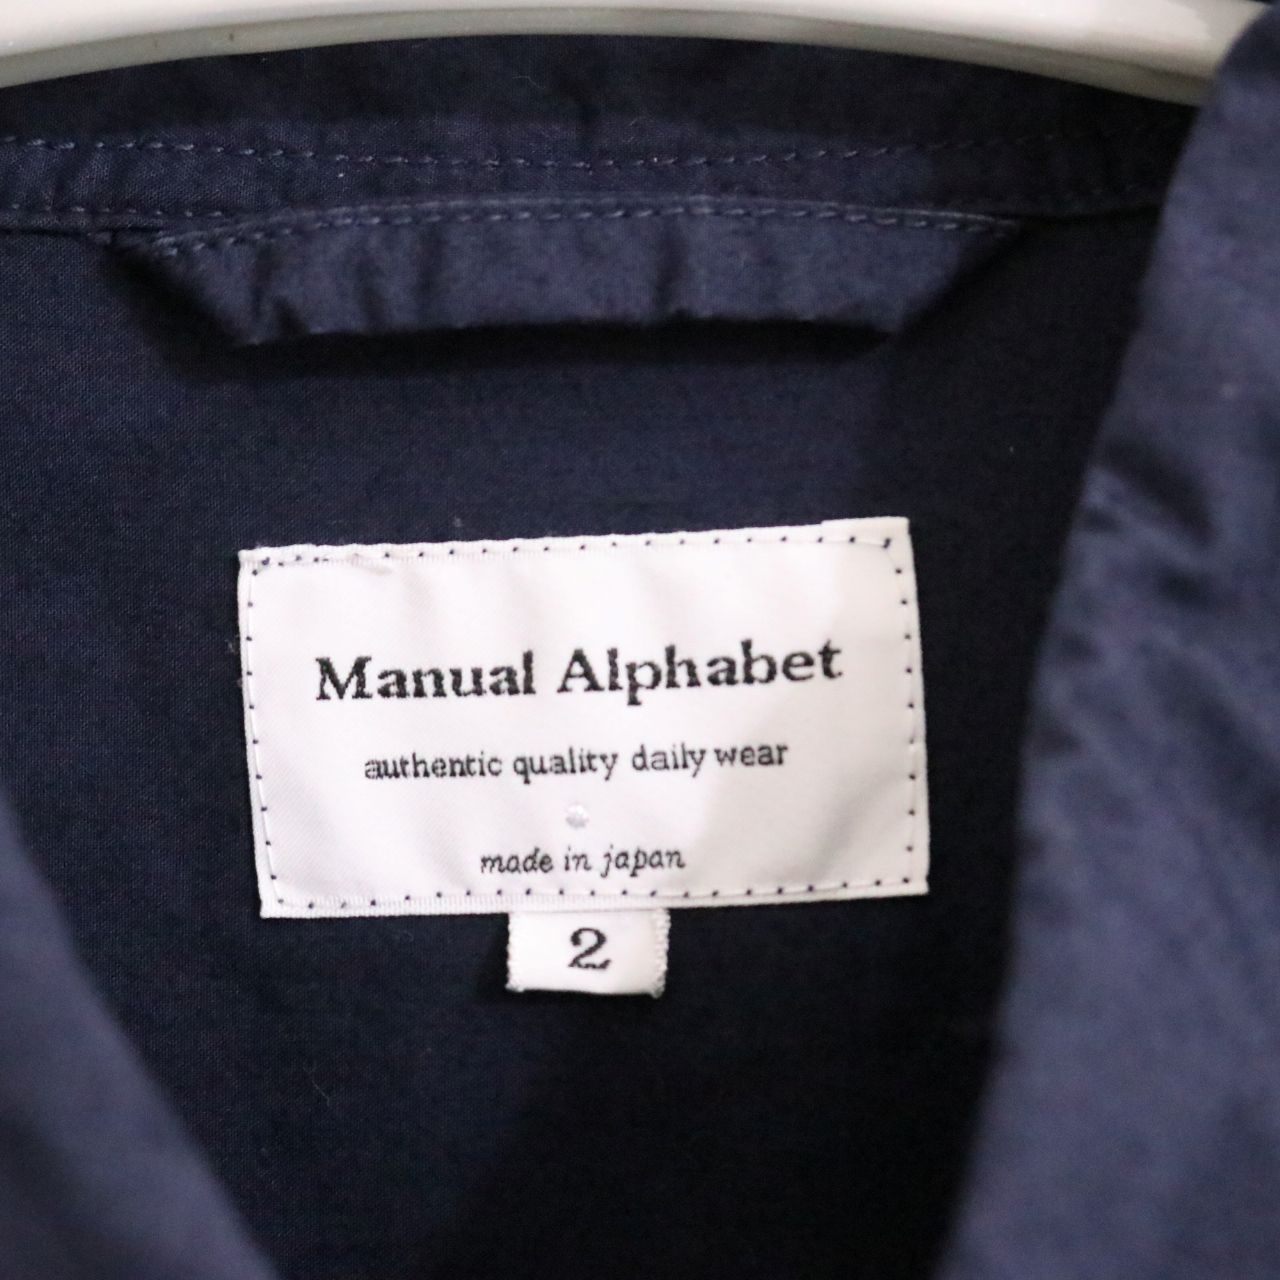 Manual Alphabet
authentic quality daily wear
made in japan
2